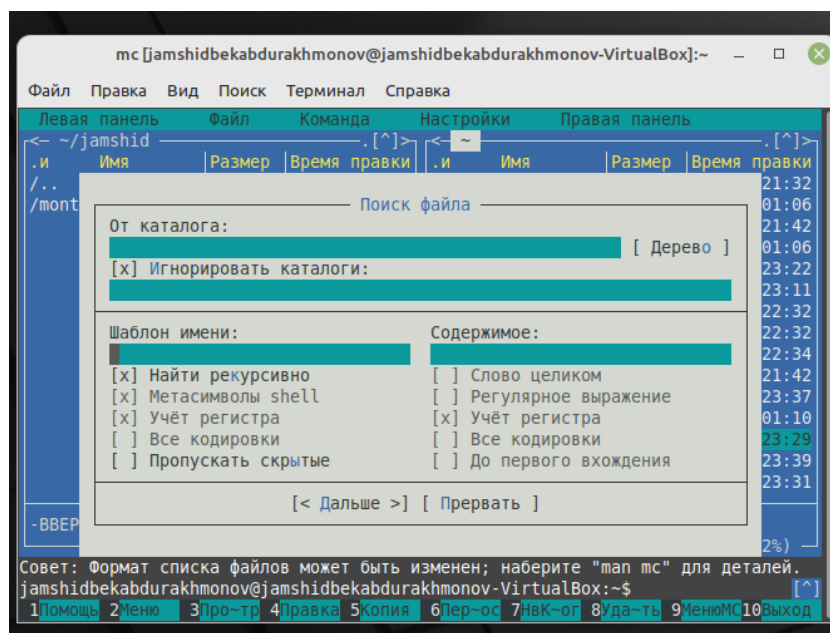 mc [jamshidbekabdurakhmonov@jamshidbekabdurakhmonov-VirtualBox]:~
Файл Правка Вид Поиск Терминал Справка
Левая панель Файл Команда Настройки Правая панель
<— ~/jamshid .[^]> <— ~ .[^]>
.и Имя Размер Время правки .и Имя Размер Время правки
/.. 21:32
/mont 01:06
Поиск файла
От каталога: 21:42
[ Дерево ] 01:06
[x] Игнорировать каталоги: 23:22
23:11
22:32
Шаблон имени: Содержимое: 22:32
22:34
[x] Найти рекурсивно [ ] Слово целиком 21:42
[x] Метасимволы shell [ ] Регулярное выражение 23:37
[x] Учёт регистра [x] Учёт регистра 01:10
[ ] Все кодировки [ ] Все кодировки 23:29
[ ] Пропускать скрытые [ ] До первого вхождения 23:39
23:31
[< Дальше >] [ Прервать ]
-ВВЕР
2%)
Совет: Формат списка файлов может быть изменен; наберите "man mc" для деталей.
jamshidbekabdurakhmonov@jamshidbekabdurakhmonov-VirtualBox:~$ [^]
1Помощь 2Меню 3Про~тр 4Правка 5Копия 6Пер~ос 7НвК~ог 8Уда~ть 9МенюМС 10Выход